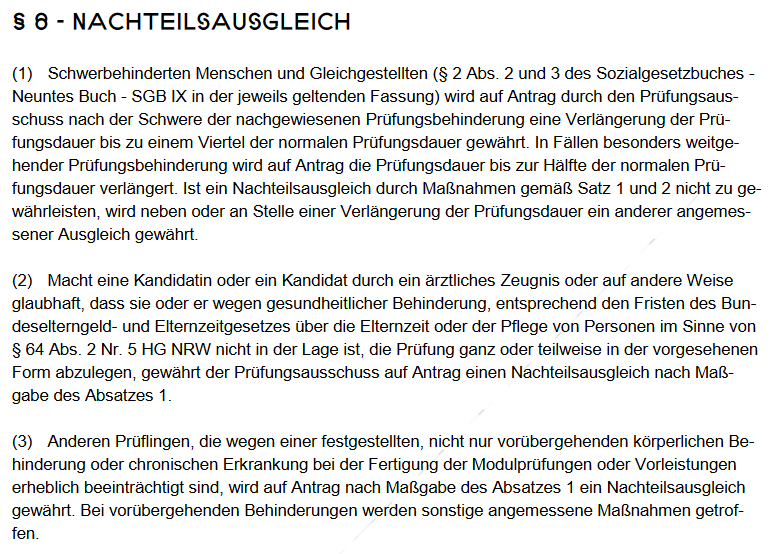 § 8 - NACHTEILSAUSGLEICH
(1) Schwerbehinderten Menschen und Gleichgestellten (§ 2 Abs. 2 und 3 des Sozialgesetzbuches -
Neuntes Buch - SGB IX in der jeweils geltenden Fassung) wird auf Antrag durch den Prüfungsaus-
schuss nach der Schwere der nachgewiesenen Prüfungsbehinderung eine Verlängerung der Prü-
fungsdauer bis zu einem Viertel der normalen Prüfungsdauer gewährt. In Fällen besonders weitge-
hender Prüfungsbehinderung wird auf Antrag die Prüfungsdauer bis zur Hälfte der normalen Prü-
fungsdauer verlängert. Ist ein Nachteilsausgleich durch Maßnahmen gemäß Satz 1 und 2 nicht zu ge-
währleisten, wird neben oder an Stelle einer Verlängerung der Prüfungsdauer ein anderer angemes-
sener Ausgleich gewährt.
(2) Macht eine Kandidatin oder ein Kandidat durch ein ärztliches Zeugnis oder auf andere Weise
glaubhaft, dass sie oder er wegen gesundheitlicher Behinderung, entsprechend den Fristen des Bun-
deselterngeld- und Elternzeitgesetzes über die Elternzeit oder der Pflege von Personen im Sinne von
§ 64 Abs. 2 Nr. 5 HG NRW nicht in der Lage ist, die Prüfung ganz oder teilweise in der vorgesehenen
Form abzulegen, gewährt der Prüfungsausschuss auf Antrag einen Nachteilsausgleich nach Maß-
gabe des Absatzes 1.
(3) Anderen Prüflingen, die wegen einer festgestellten, nicht nur vorübergehenden körperlichen Be-
hinderung oder chronischen Erkrankung bei der Fertigung der Modulprüfungen oder Vorleistungen
erheblich beeinträchtigt sind, wird auf Antrag nach Maßgabe des Absatzes 1 ein Nachteilsausgleich
gewährt. Bei vorübergehenden Behinderungen werden sonstige angemessene Maßnahmen getrof-
fen.